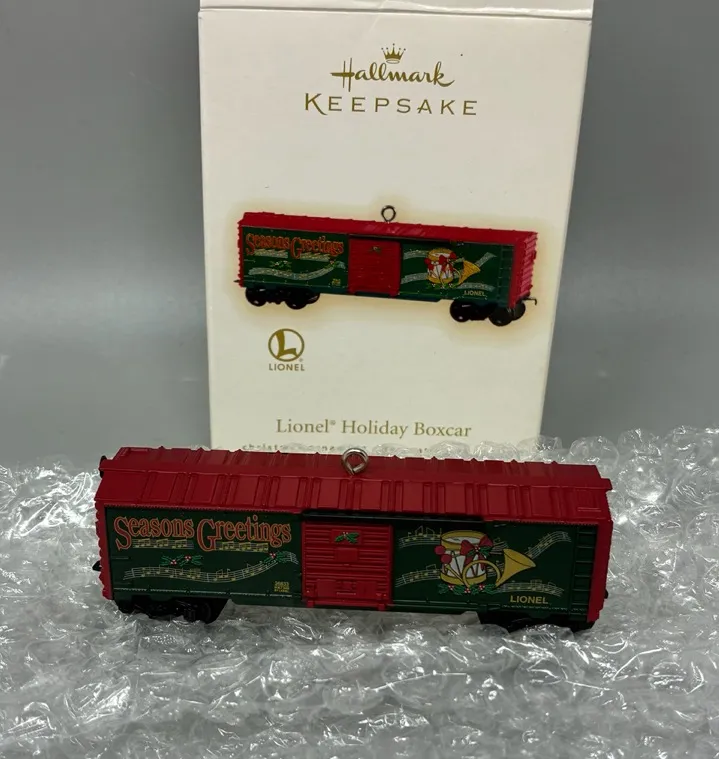 Hallmark
KEEPSAKE
Seasons Greetings
LIONEL
L
LIONEL
Lionel® Holiday Boxcar
Seasons Greetings
LIONEL